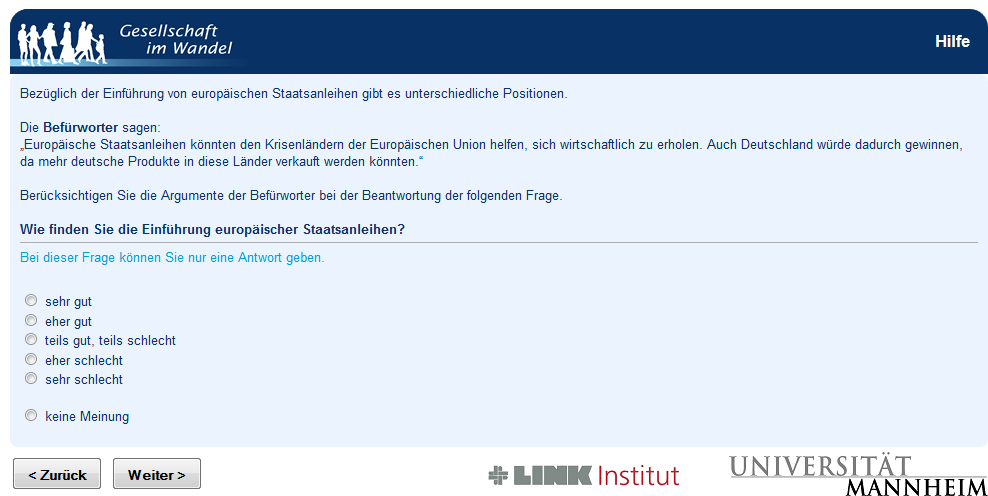 Gesellschaft
im Wandel
Hilfe
Bezüglich der Einführung von europäischen Staatsanleihen gibt es unterschiedliche Positionen.
Die Befürworter sagen:
„Europäische Staatsanleihen könnten den Krisenländern der Europäischen Union helfen, sich wirtschaftlich zu erholen. Auch Deutschland würde dadurch gewinnen,
da mehr deutsche Produkte in diese Länder verkauft werden könnten.“
Berücksichtigen Sie die Argumente der Befürworter bei der Beantwortung der folgenden Frage.
Wie finden Sie die Einführung europäischer Staatsanleihen?
Bei dieser Frage können Sie nur eine Antwort geben.
sehr gut
eher gut
teils gut, teils schlecht
eher schlecht
sehr schlecht
keine Meinung
< Zurück
Weiter >
LINK Institut
UNIVERSITÄT
MANNHEIM